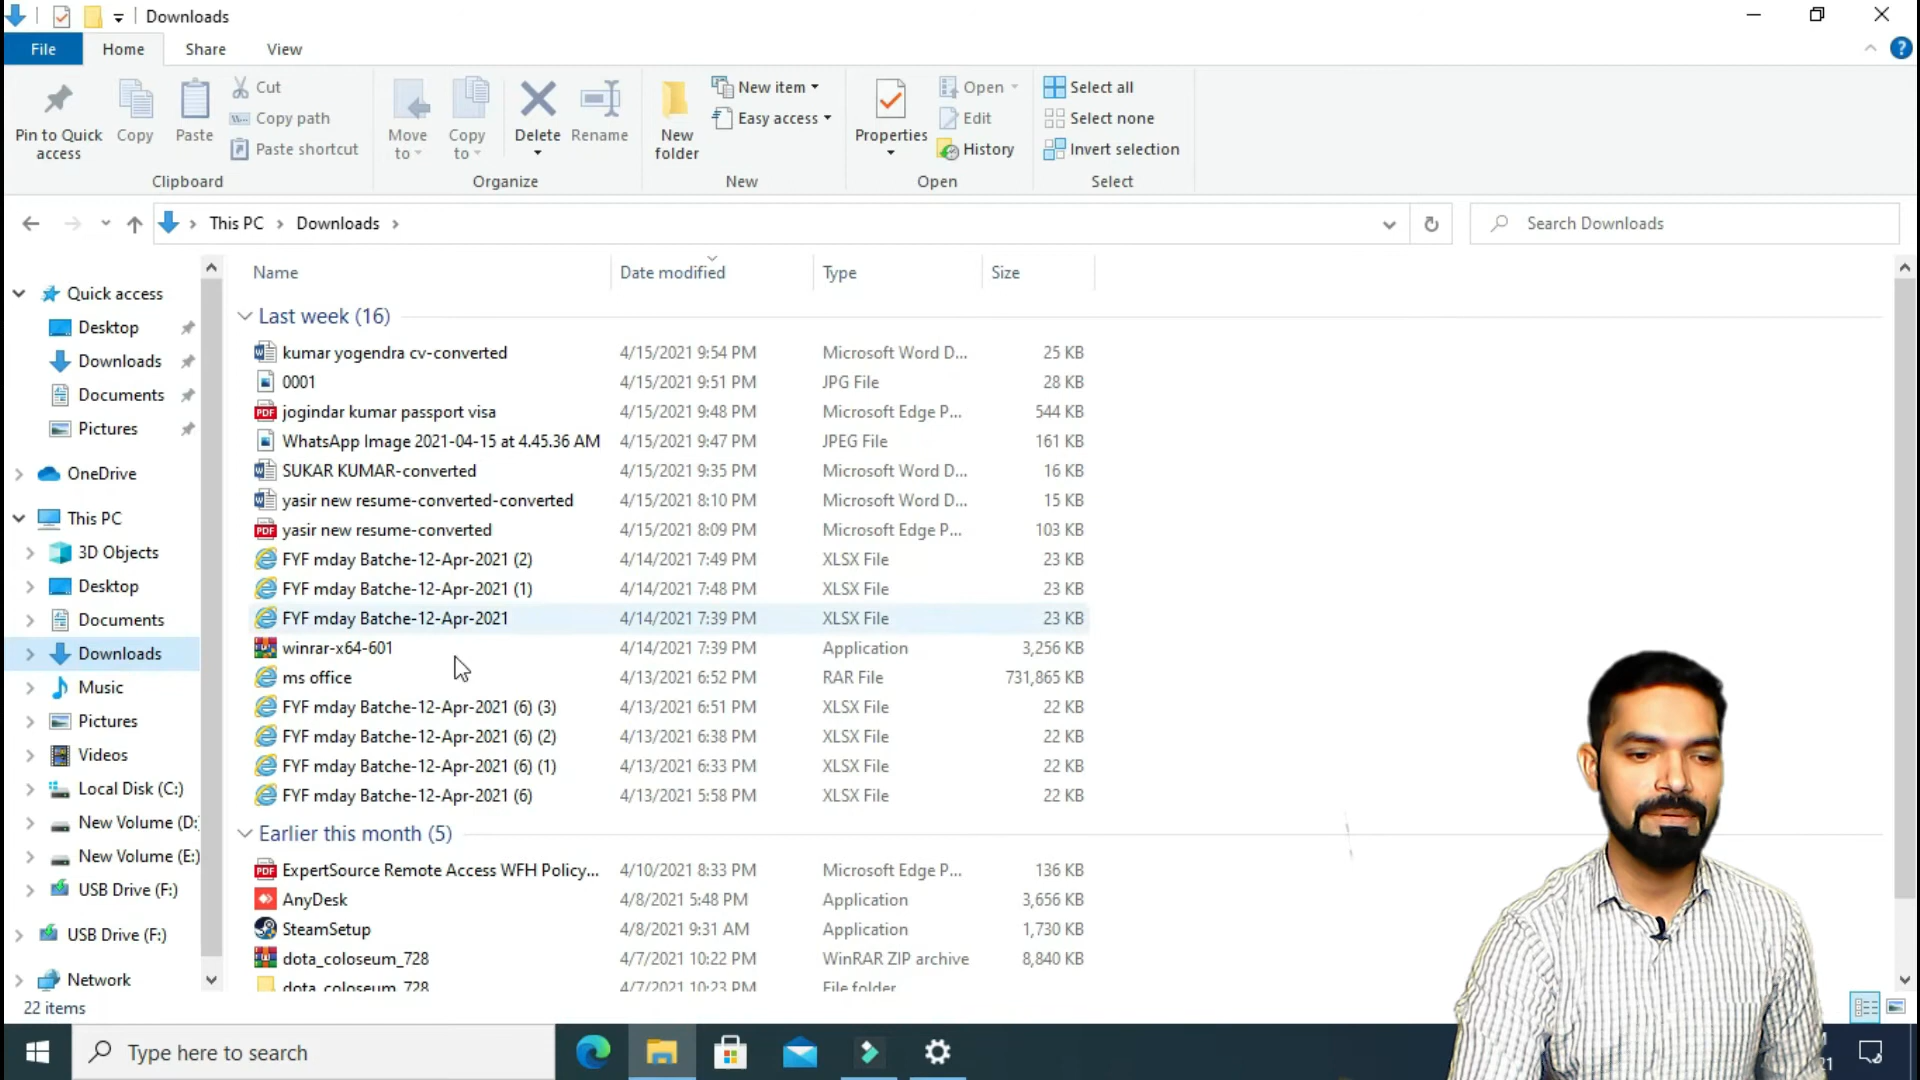 Downloads
File Home Share View
Pin to Quick access
Copy
Paste
Cut
Copy path
Paste shortcut
Clipboard
Move to
Copy to
Delete
Rename
Organize
New folder
New item
Easy access
New
Properties
Open
Edit
History
Open
Select all
Select none
Invert selection
Select
This PC > Downloads >
Search Downloads
Quick access
Desktop
Downloads
Documents
Pictures
OneDrive
This PC
3D Objects
Desktop
Documents
Downloads
Music
Pictures
Videos
Local Disk (C:)
New Volume (D:
New Volume (E:)
USB Drive (F:)
USB Drive (F:)
Network
Name Date modified Type Size
Last week (16)
kumar yogendra cv-converted 4/15/2021 9:54 PM Microsoft Word D... 25 KB
0001 4/15/2021 9:51 PM JPG File 28 KB
jogindar kumar passport visa 4/15/2021 9:48 PM Microsoft Edge P... 544 KB
WhatsApp Image 2021-04-15 at 4.45.36 AM 4/15/2021 9:47 PM JPEG File 161 KB
SUKAR KUMAR-converted 4/15/2021 9:35 PM Microsoft Word D... 16 KB
yasir new resume-converted-converted 4/15/2021 8:10 PM Microsoft Word D... 15 KB
yasir new resume-converted 4/15/2021 8:09 PM Microsoft Edge P... 103 KB
FYF mday Batche-12-Apr-2021 (2) 4/14/2021 7:49 PM XLSX File 23 KB
FYF mday Batche-12-Apr-2021 (1) 4/14/2021 7:48 PM XLSX File 23 KB
FYF mday Batche-12-Apr-2021 4/14/2021 7:39 PM XLSX File 23 KB
winrar-x64-601 4/14/2021 7:39 PM Application 3,256 KB
ms office 4/13/2021 6:52 PM RAR File 731,865 KB
FYF mday Batche-12-Apr-2021 (6) (3) 4/13/2021 6:51 PM XLSX File 22 KB
FYF mday Batche-12-Apr-2021 (6) (2) 4/13/2021 6:38 PM XLSX File 22 KB
FYF mday Batche-12-Apr-2021 (6) (1) 4/13/2021 6:33 PM XLSX File 22 KB
FYF mday Batche-12-Apr-2021 (6) 4/13/2021 5:58 PM XLSX File 22 KB
Earlier this month (5)
ExpertSource Remote Access WFH Policy... 4/10/2021 8:33 PM Microsoft Edge P... 136 KB
AnyDesk 4/8/2021 5:48 PM Application 3,656 KB
SteamSetup 4/8/2021 9:31 AM Application 1,730 KB
dota_coloseum_728 4/7/2021 10:22 PM WinRAR ZIP archive 8,840 KB
dota_coloseum_728 4/7/2021 10:23 PM File folder
22 items
Type here to search